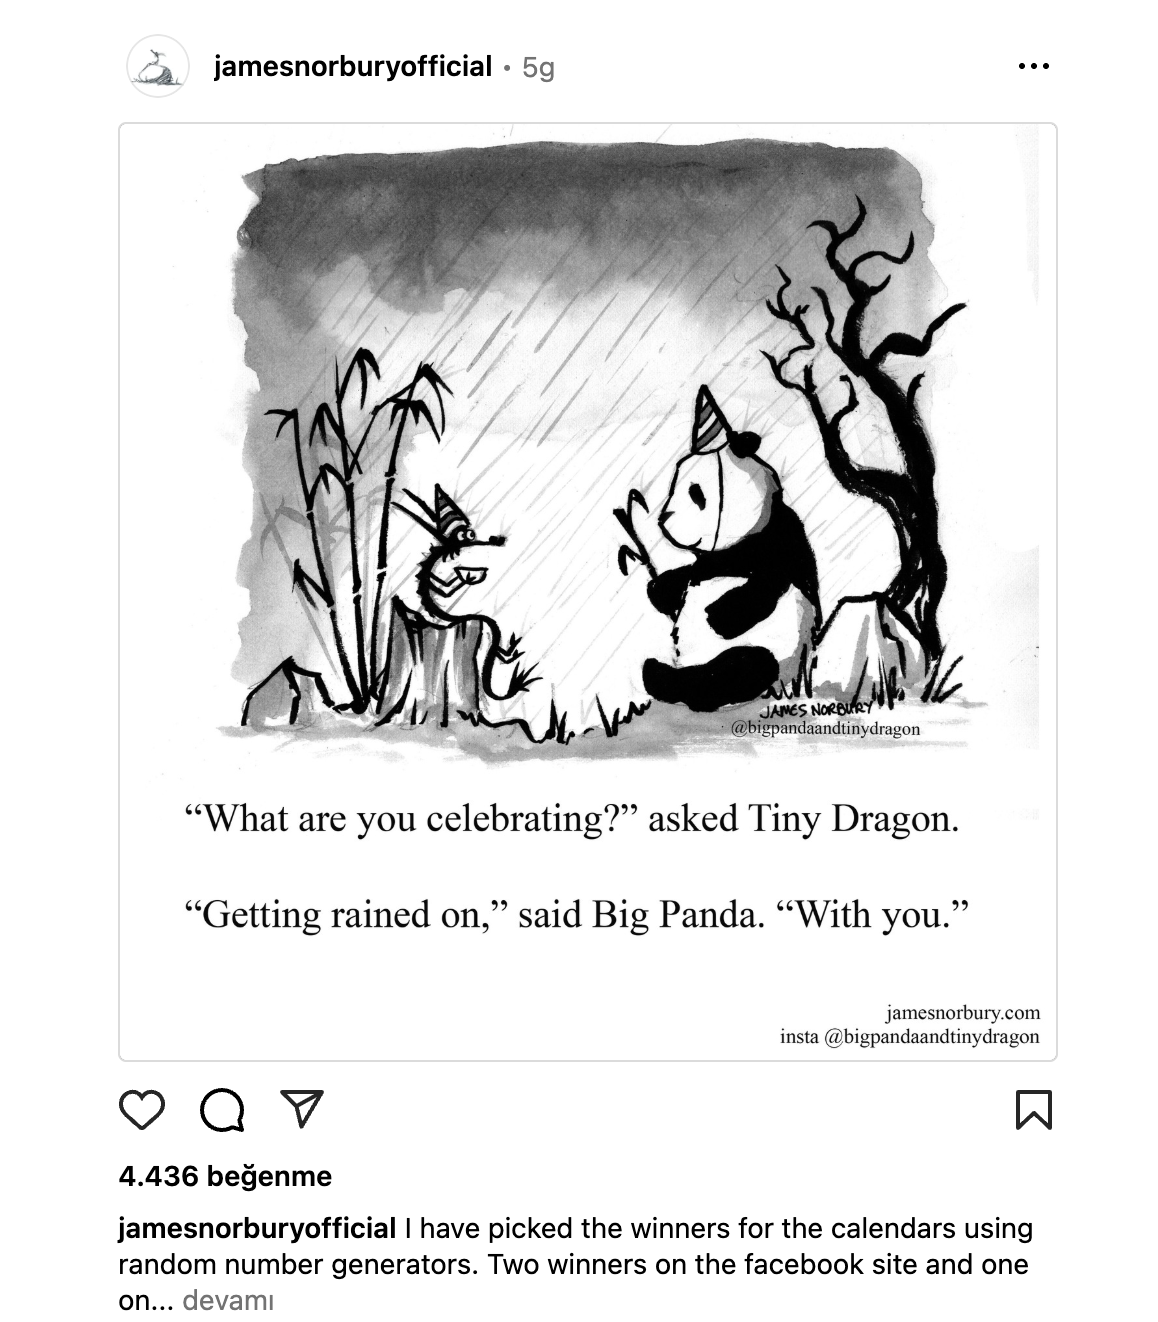 jamesnorburyofficial • 5g
JAMES NORBURY
@bigpandaandtinydragon
“What are you celebrating?” asked Tiny Dragon.
“Getting rained on,” said Big Panda. “With you.”
jamesnorbury.com
insta @bigpandaandtinydragon
4.436 beğenme
jamesnorburyofficial I have picked the winners for the calendars using
random number generators. Two winners on the facebook site and one
on... devamı